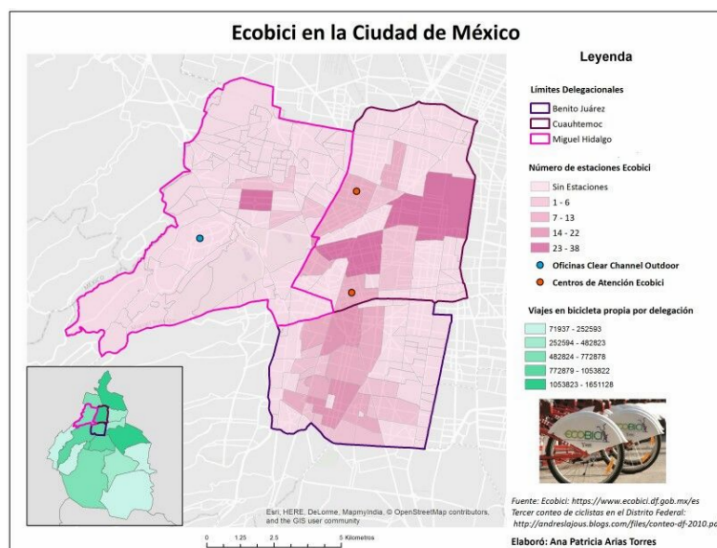 Ecobici en la Ciudad de México
Leyenda
Límites Delegacionales
Benito Juárez
Cuauhtemoc
Miguel Hidalgo
Número de estaciones Ecobici
Sin Estaciones
1 - 6
7 - 13
14 - 22
23 - 38
Oficinas Clear Channel Outdoor
Centros de Atención Ecobici
Viajes en bicicleta propia por delegación
71937 - 252593
252594 - 482823
482824 - 772878
772879 - 1053822
1053823 - 1651128
ECOBICI
Esri, HERE, DeLorme, MapmyIndia, © OpenStreetMap contributors,
and the GIS user community
0 1.25 2.5 5 Kilometros
Fuente: Ecobici: https://www.ecobici.df.gob.mx/es
Tercer conteo de ciclistas en el Distrito Federal:
http://andreslajous.blogs.com/files/conteo-df-2010.pd
Elaboró: Ana Patricia Arias Torres